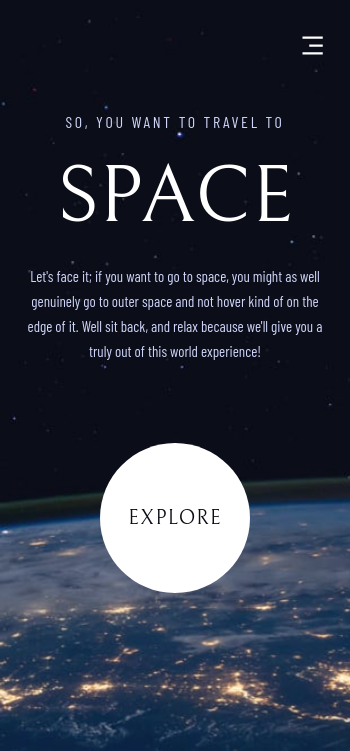 SO, YOU WANT TO TRAVEL TO
SPACE
Let's face it; if you want to go to space, you might as well
genuinely go to outer space and not hover kind of on the
edge of it. Well sit back, and relax because we'll give you a
truly out of this world experience!
EXPLORE